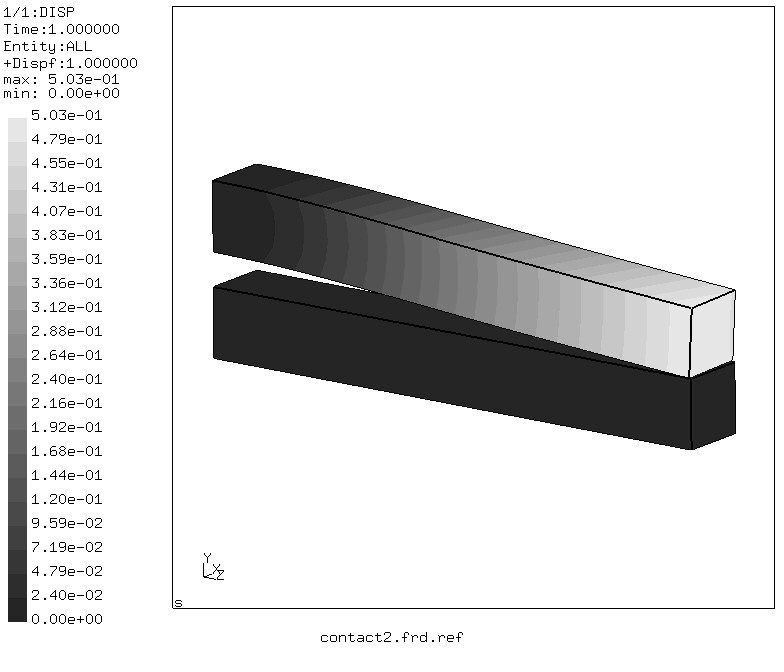 1/1:DISP
Time:1.000000
Entity:ALL
+Dispf:1.000000
max: 5.03e-01
min: 0.00e+00
5.03e-01
4.79e-01
4.55e-01
4.31e-01
4.07e-01
3.83e-01
3.59e-01
3.36e-01
3.12e-01
2.88e-01
2.64e-01
2.40e-01
2.16e-01
1.92e-01
1.68e-01
1.44e-01
1.20e-01
9.59e-02
7.19e-02
4.79e-02
2.40e-02
0.00e+00
Y
X
Z
s
contact2.frd.ref